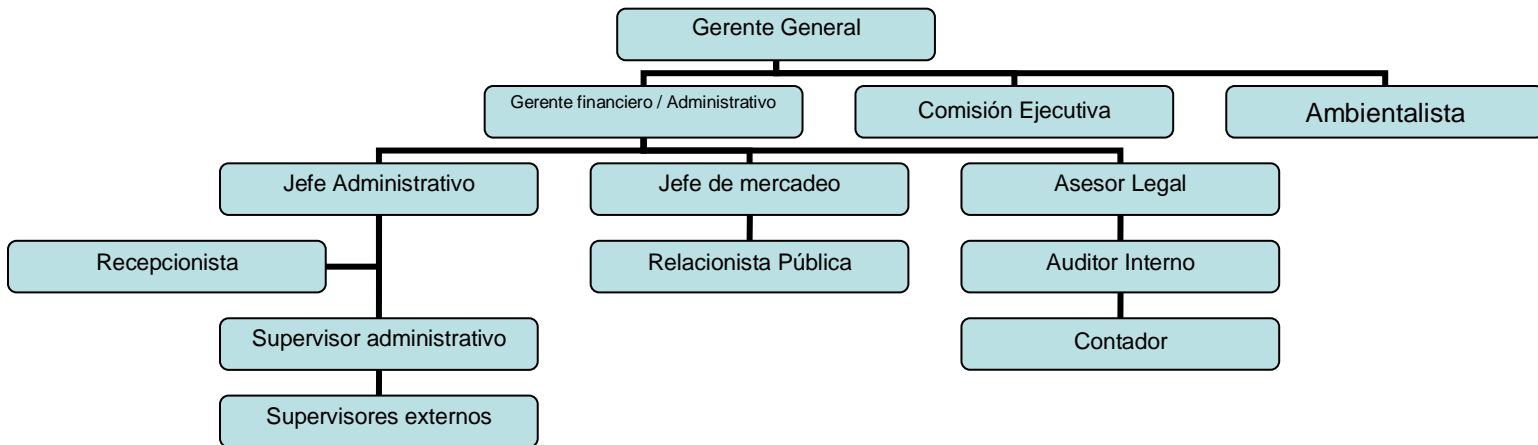 Gerente General
Gerente financiero / Administrativo
Comisión Ejecutiva
Ambientalista
Jefe Administrativo
Jefe de mercadeo
Asesor Legal
Recepcionista
Relacionista Pública
Auditor Interno
Supervisor administrativo
Contador
Supervisores externos